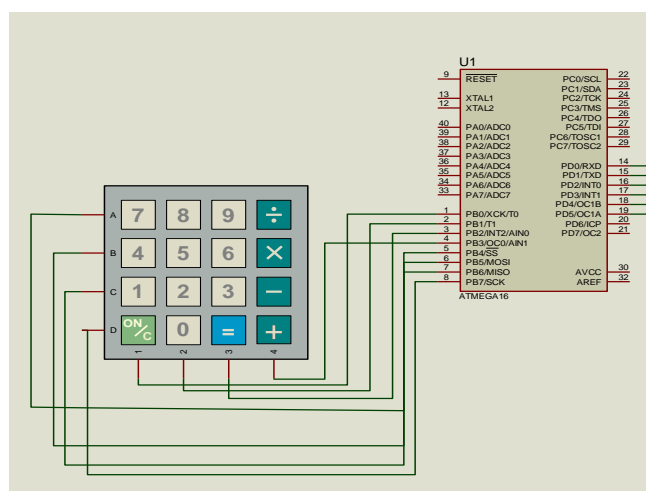 U1
9 RESET PC0/SCL 22
PC1/SDA 23
13 XTAL1 PC2/TCK 24
12 XTAL2 PC3/TMS 25
PC4/TDO 26
40 PA0/ADC0 PC5/TDI 27
39 PA1/ADC1 PC6/TOSC1 28
38 PA2/ADC2 PC7/TOSC2 29
37 PA3/ADC3
36 PA4/ADC4 PD0/RXD 14
35 PA5/ADC5 PD1/TXD 15
34 PA6/ADC6 PD2/INT0 16
33 PA7/ADC7 PD3/INT1 17
PD4/OC1B 18
1 PB0/XCK/T0 PD5/OC1A 19
2 PB1/T1 PD6/ICP 20
3 PB2/INT2/AIN0 PD7/OC2 21
4 PB3/OC0/AIN1
5 PB4/SS
6 PB5/MOSI
7 PB6/MISO AVCC 30
8 PB7/SCK AREF 32
ATMEGA16
A 7 8 9 ÷
B 4 5 6 ×
C 1 2 3 −
D ON/C 0 = +
1 2 3 4